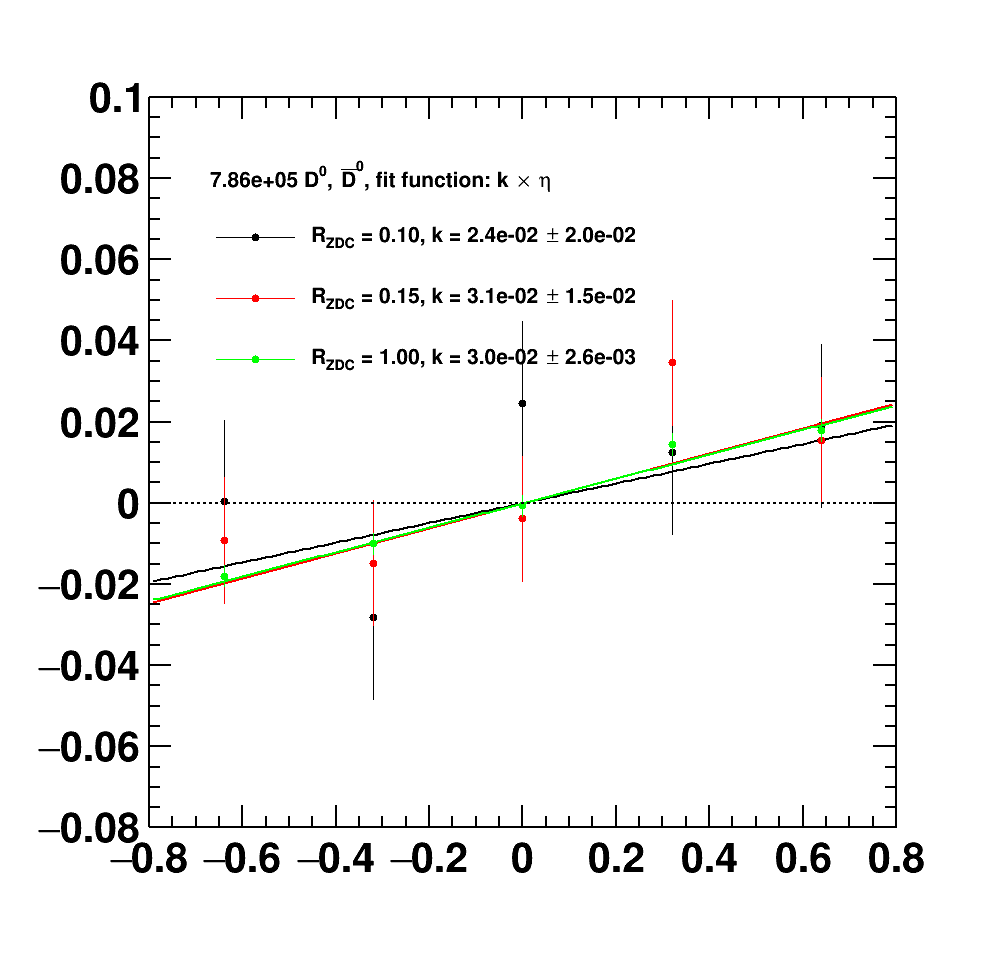 0.1
0.08
0.06
0.04
0.02
0
−0.02
−0.04
−0.06
−0.08
7.86e+05 D⁰, D̅⁰, fit function: k × η
R_ZDC = 0.10, k = 2.4e-02 ± 2.0e-02
R_ZDC = 0.15, k = 3.1e-02 ± 1.5e-02
R_ZDC = 1.00, k = 3.0e-02 ± 2.6e-03
−0.8 −0.6 −0.4 −0.2 0 0.2 0.4 0.6 0.8